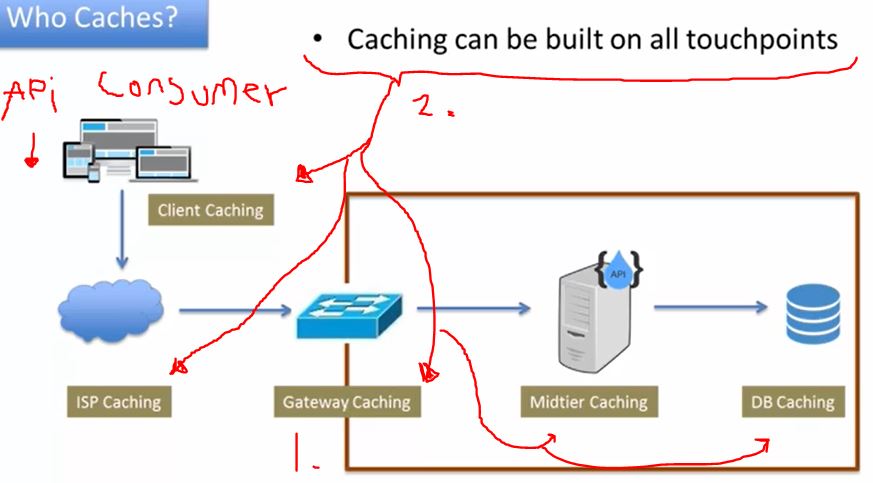 Who Caches?
• Caching can be built on all touchpoints
APi Consumer
2.
Client Caching
{API}
ISP Caching
Gateway Caching
Midtier Caching
DB Caching
1.